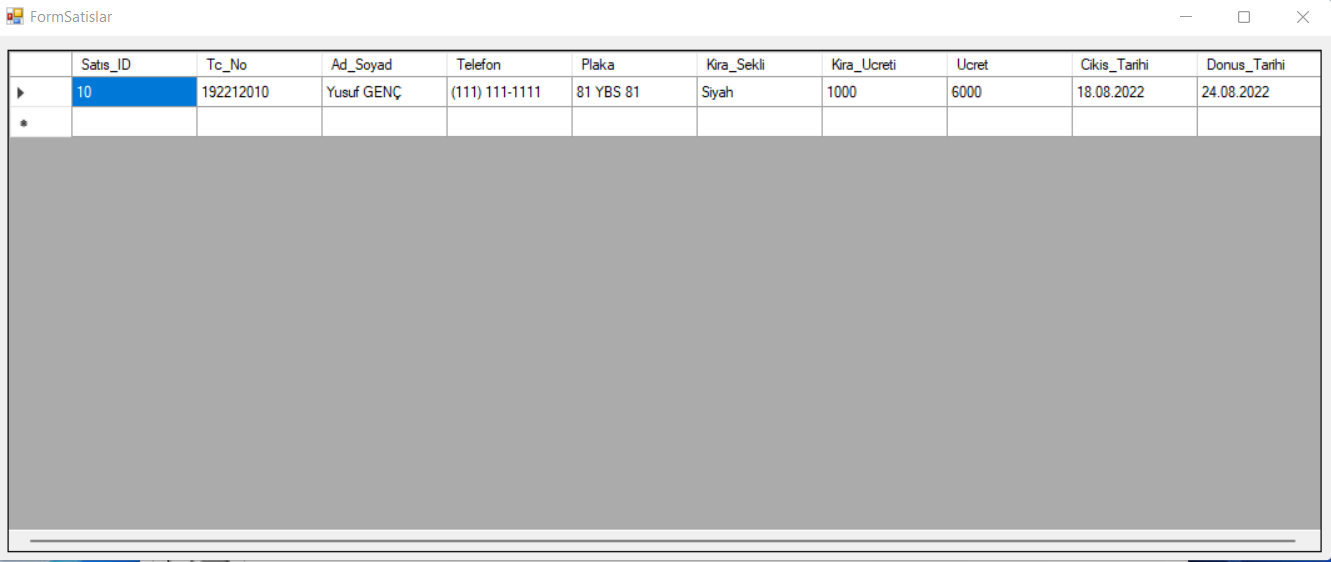 FormSatislar
Satıs_ID Tc_No Ad_Soyad Telefon Plaka Kira_Sekli Kira_Ucreti Ucret Cikis_Tarihi Donus_Tarihi
10 192212010 Yusuf GENÇ (111) 111-1111 81 YBS 81 Siyah 1000 6000 18.08.2022 24.08.2022